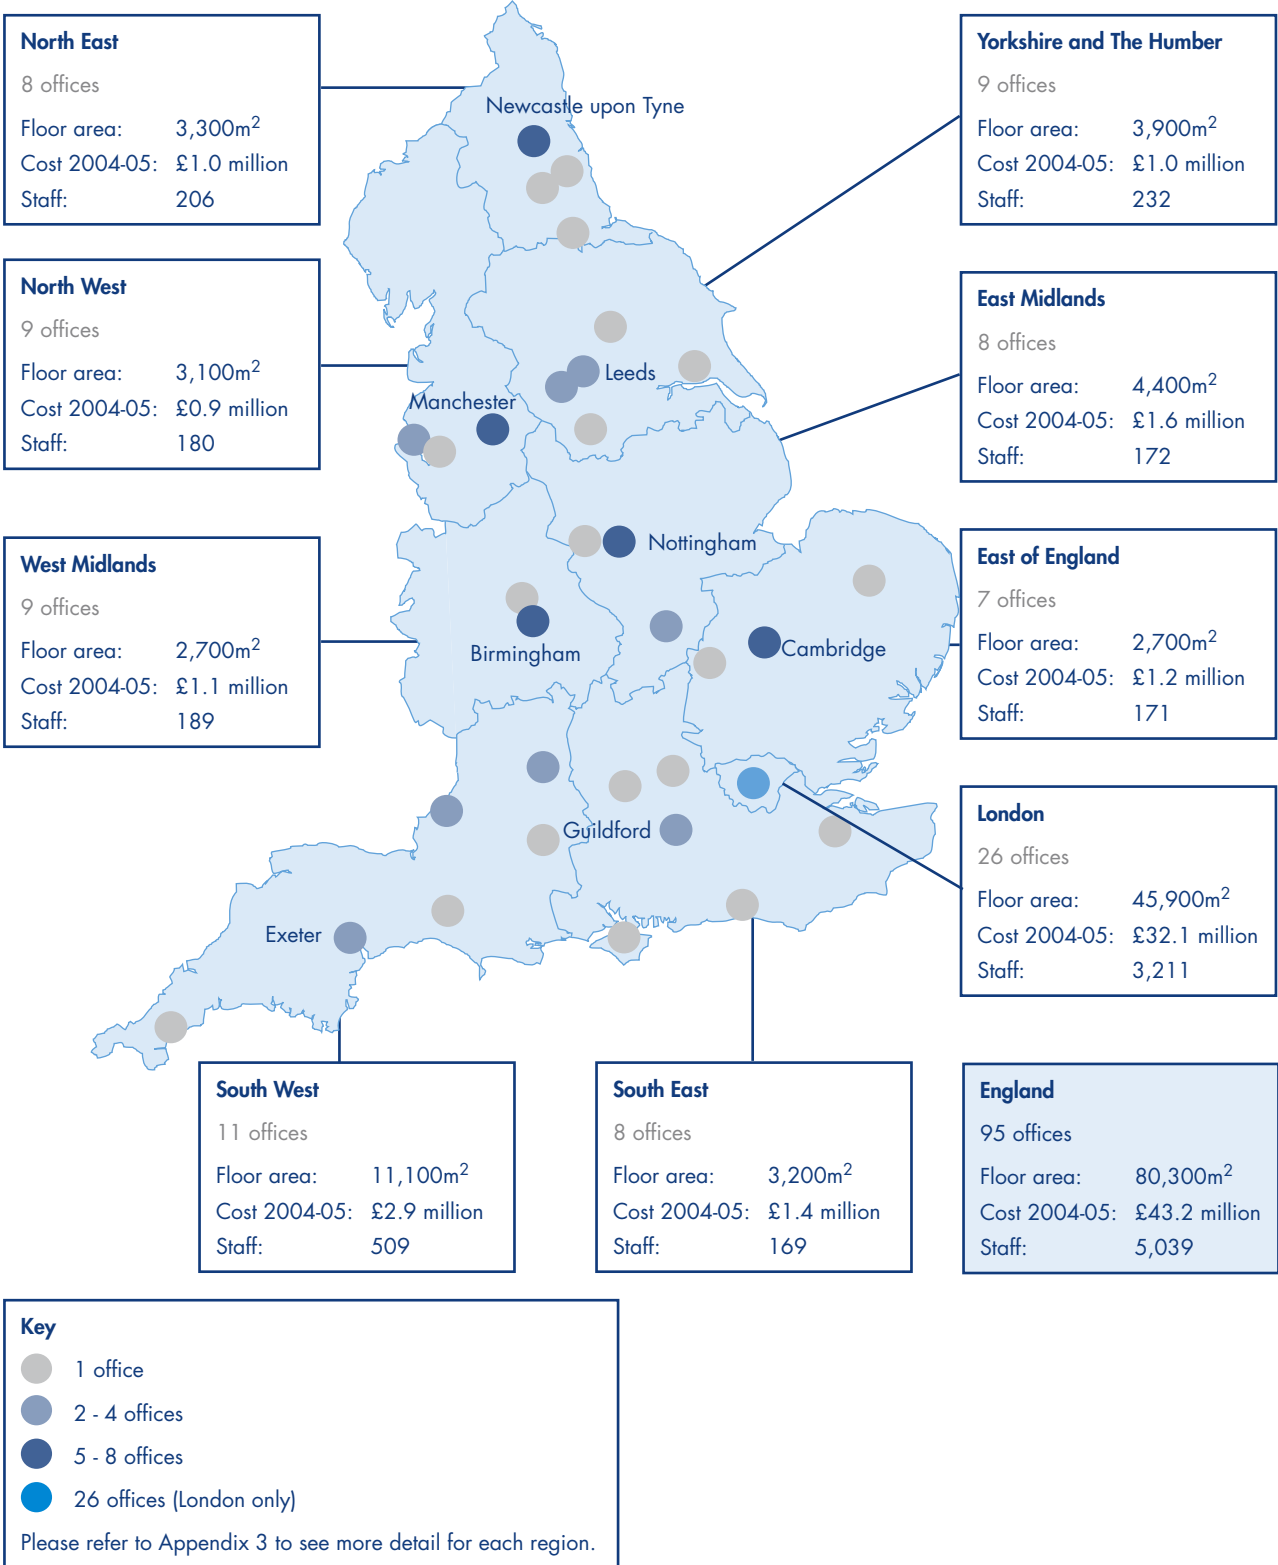 North East
8 offices
Floor area: 3,300m²
Cost 2004-05: £1.0 million
Staff: 206
Yorkshire and The Humber
9 offices
Floor area: 3,900m²
Cost 2004-05: £1.0 million
Staff: 232
North West
9 offices
Floor area: 3,100m²
Cost 2004-05: £0.9 million
Staff: 180
East Midlands
8 offices
Floor area: 4,400m²
Cost 2004-05: £1.6 million
Staff: 172
West Midlands
9 offices
Floor area: 2,700m²
Cost 2004-05: £1.1 million
Staff: 189
East of England
7 offices
Floor area: 2,700m²
Cost 2004-05: £1.2 million
Staff: 171
London
26 offices
Floor area: 45,900m²
Cost 2004-05: £32.1 million
Staff: 3,211
Newcastle upon Tyne
Leeds
Manchester
Nottingham
Birmingham
Cambridge
Guildford
Exeter
South West
11 offices
Floor area: 11,100m²
Cost 2004-05: £2.9 million
Staff: 509
South East
8 offices
Floor area: 3,200m²
Cost 2004-05: £1.4 million
Staff: 169
England
95 offices
Floor area: 80,300m²
Cost 2004-05: £43.2 million
Staff: 5,039
Key
1 office
2 - 4 offices
5 - 8 offices
26 offices (London only)
Please refer to Appendix 3 to see more detail for each region.